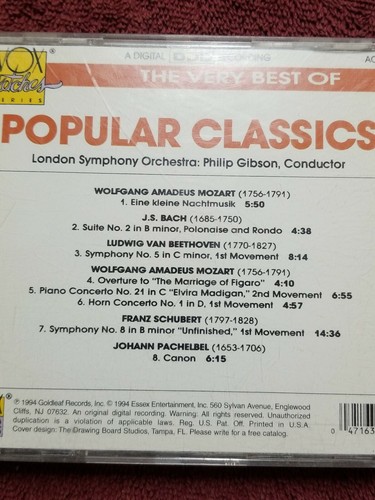 VOX
SERIES
A DIGITAL RECORDING
THE VERY BEST OF
POPULAR CLASSICS
London Symphony Orchestra: Philip Gibson, Conductor
WOLFGANG AMADEUS MOZART (1756-1791)
1. Eine kleine Nachtmusik 5:50
J.S. BACH (1685-1750)
2. Suite No. 2 in B minor, Polonaise and Rondo 4:38
LUDWIG VAN BEETHOVEN (1770-1827)
3. Symphony No. 5 in C minor, 1st Movement 8:14
WOLFGANG AMADEUS MOZART (1756-1791)
4. Overture to "The Marriage of Figaro" 4:10
5. Piano Concerto No. 21 in C "Elvira Madigan," 2nd Movement 6:55
6. Horn Concerto No. 1 in D, 1st Movement 4:57
FRANZ SCHUBERT (1797-1828)
7. Symphony No. 8 in B minor "Unfinished," 1st Movement 14:36
JOHANN PACHELBEL (1653-1706)
8. Canon 6:15
℗ 1994 Goldleaf Records, Inc. © 1994 Essex Entertainment, Inc. 560 Sylvan Avenue, Englewood
Cliffs, NJ 07632. An original digital recording. Warning: All rights reserved. Unauthorized
duplication is a violation of applicable laws. Reg. U.S. Pat. Off. Printed in U.S.A.
Cover design: The Drawing Board Studios, Tampa, FL. Please write for a free catalog.
0 47163